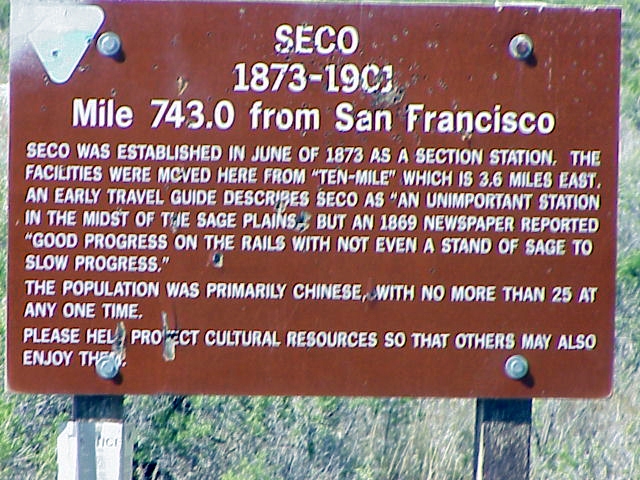 SECO
1873-1901
Mile 743.0 from San Francisco
SECO WAS ESTABLISHED IN JUNE OF 1873 AS A SECTION STATION. THE
FACILITIES WERE MOVED HERE FROM "TEN-MILE" WHICH IS 3.6 MILES EAST.
AN EARLY TRAVEL GUIDE DESCRIBES SECO AS "AN UNIMPORTANT STATION
IN THE MIDST OF THE SAGE PLAINS, BUT AN 1869 NEWSPAPER REPORTED
"GOOD PROGRESS ON THE RAILS WITH NOT EVEN A STAND OF SAGE TO
SLOW PROGRESS."
THE POPULATION WAS PRIMARILY CHINESE, WITH NO MORE THAN 25 AT
ANY ONE TIME.
PLEASE HELP PROTECT CULTURAL RESOURCES SO THAT OTHERS MAY ALSO
ENJOY THEM.